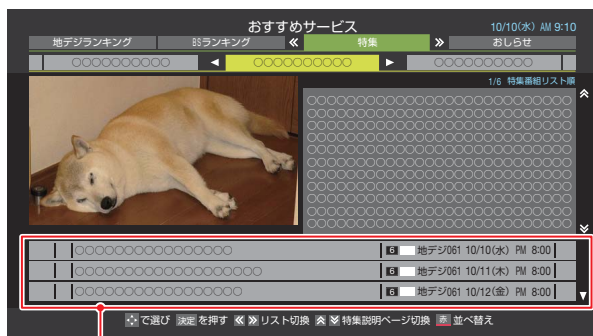 おすすめサービス
10/10(水) AM 9:10
地デジランキング BSランキング 特集 おしらせ
○○○○○○○○○○ ◀ ○○○○○○○○○○ ▶ ○○○○○○○○○○
1/6 特集番組リスト順
○○○○○○○○○○○○○○○○○○○○
○○○○○○○○○○○○○○○○○○○○
○○○○○○○○○○○○○○○○○○○○
○○○○○○○○○○○○○○○○○○○○
○○○○○○○○○○○○○○○○○○○○
○○○○○○○○○○○○○○○○○○○○
○○○○○○○○○○○○○○○○○○○○
○○○○○○○○○○○○○○○○○○○○
○○○○○○○○○○○○○○○○○○○○
○○○○○○○○○○○○○○○○○○○○
○○○○○○○○○○○○○○○○ 6 地デジ061 10/10(水) PM 8:00
○○○○○○○○○○○○○○○○○○○ 6 地デジ061 10/11(木) PM 8:00
○○○○○○○○○○○○○○○○○ 6 地デジ061 10/12(金) PM 8:00
で選び 決定 を押す リスト切換 特集説明ページ切換 赤 並べ替え